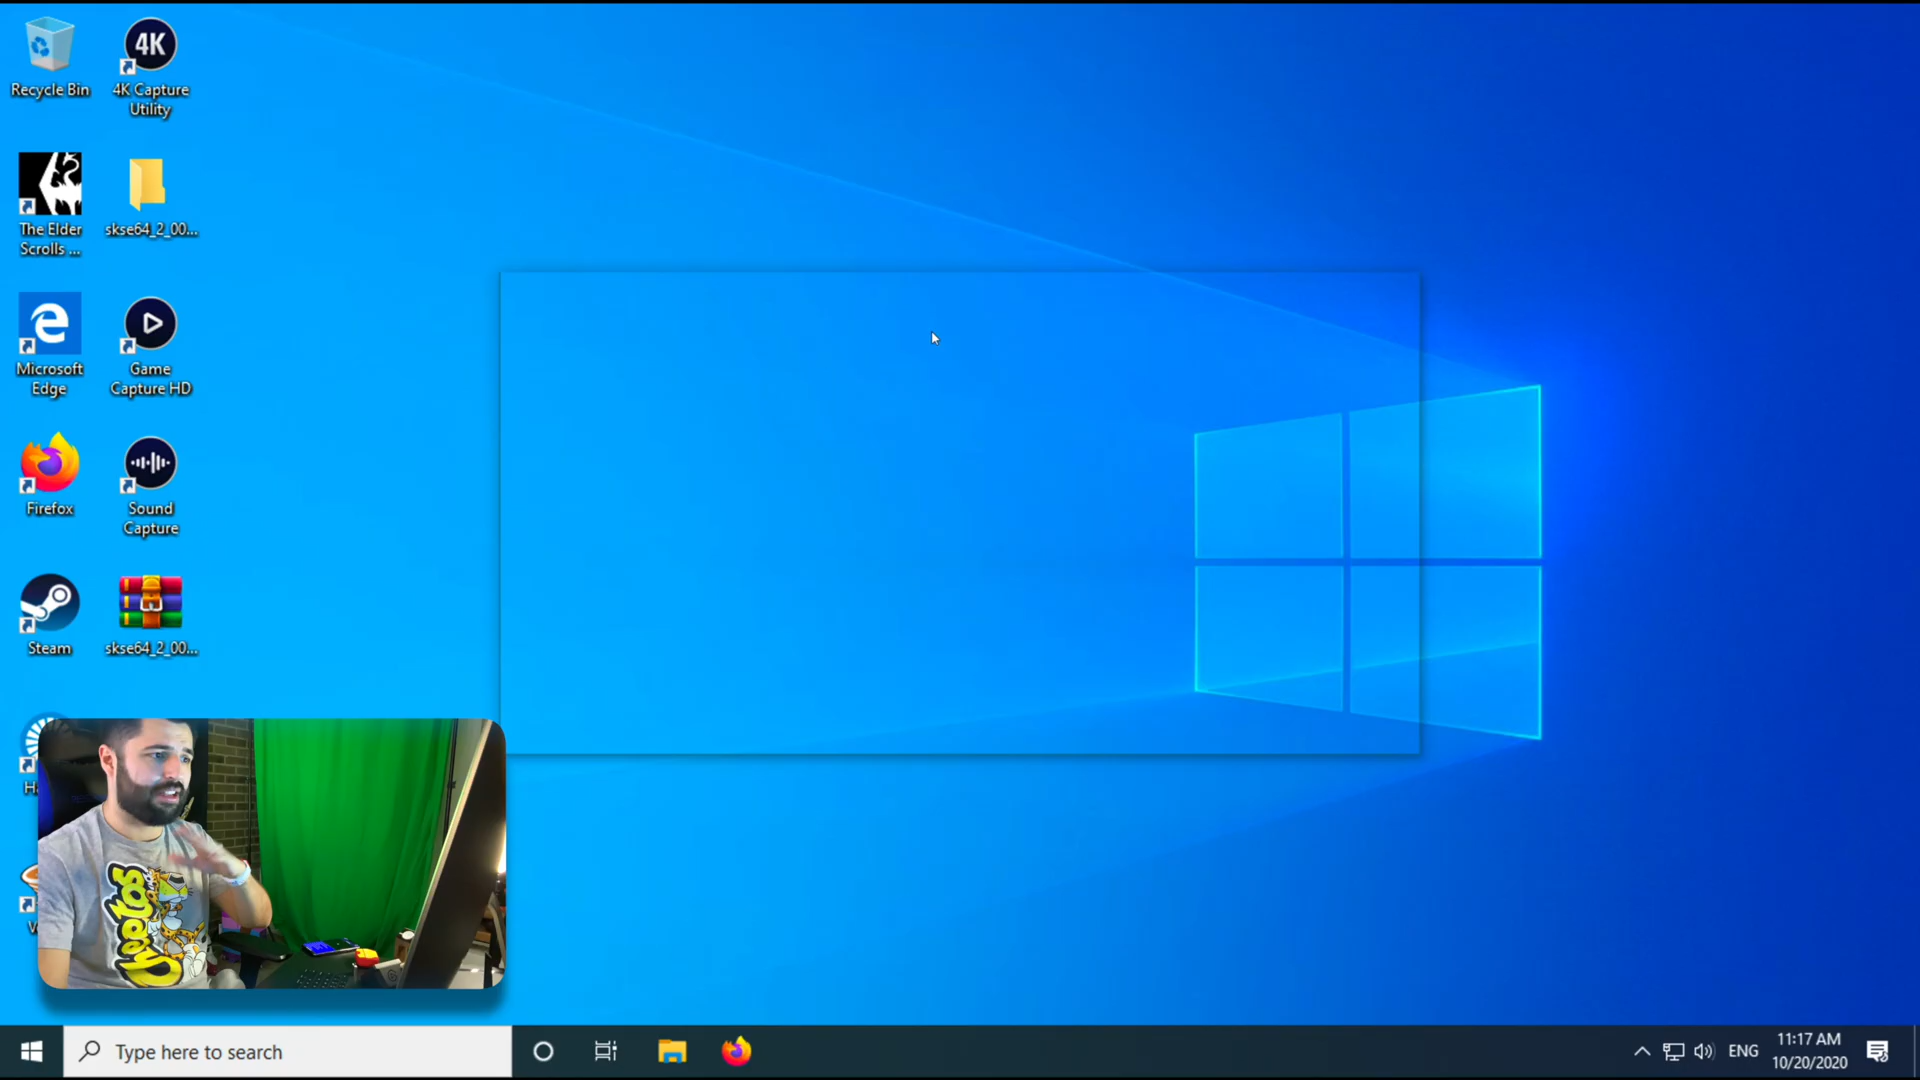 Recycle Bin
4K
4K Capture
Utility
The Elder
Scrolls ...
skse64_2_00...
Microsoft
Edge
Game
Capture HD
Firefox
Sound
Capture
Steam
skse64_2_00...
Cheetos
Type here to search
ENG
11:17 AM
10/20/2020